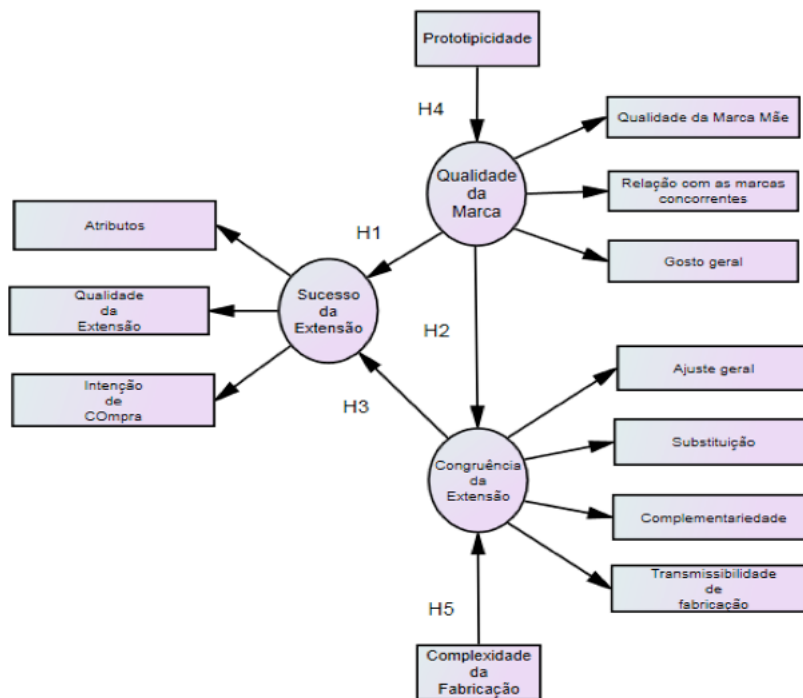 Prototipicidade
H4
Qualidade da Marca Mãe
Qualidade
da
Marca
Relação com as marcas
concorrentes
Gosto geral
Atributos
H1
Qualidade
da
Extensão
Sucesso
da
Extensão
H2
Intenção
de
COmpra
H3
Ajuste geral
Substituição
Congruência
da
Extensão
Complementariedade
Transmissibilidade
de
fabricação
H5
Complexidade
da
Fabricação